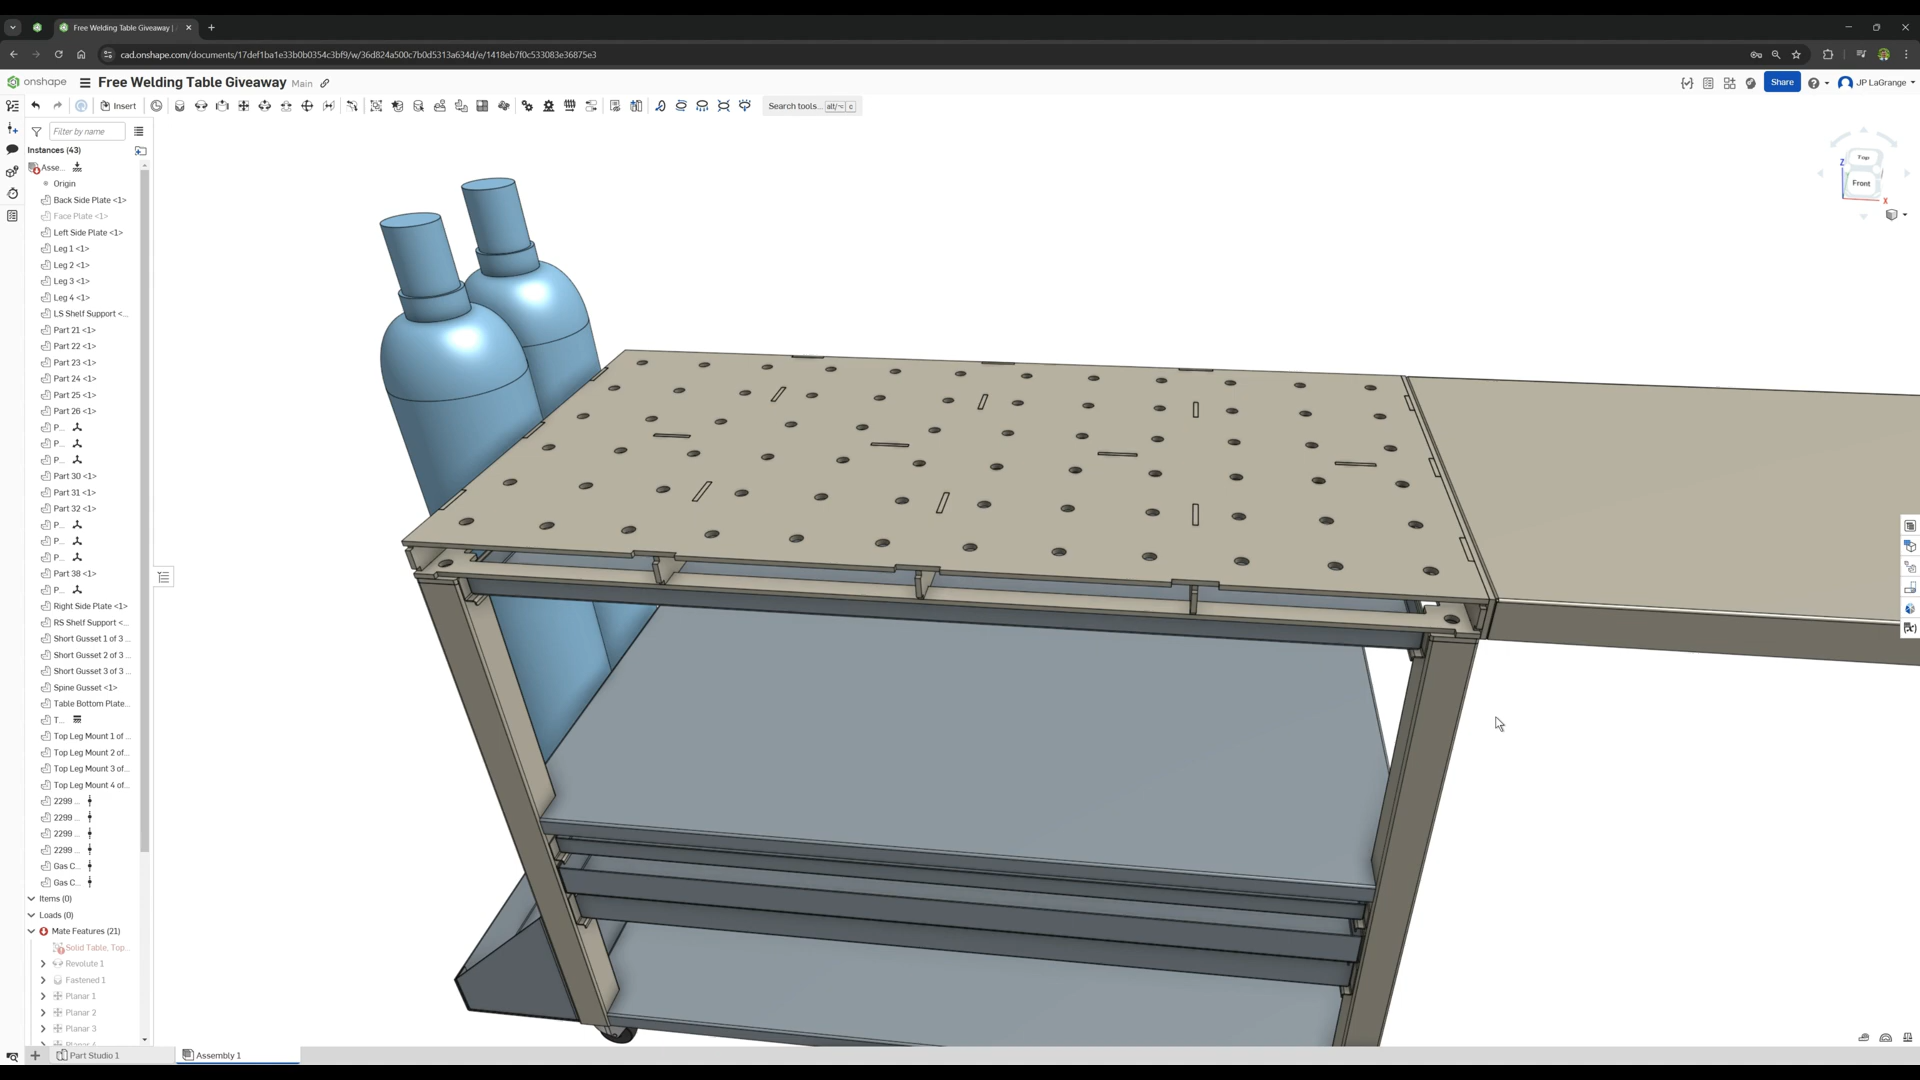 Free Welding Table Giveaway |
cad.onshape.com/documents/17def1ba1e33b0b0354c3bf9/w/36d824a500c7b0d5313a634d/e/1418eb7f0c533083e36875e3
onshape
Free Welding Table Giveaway Main
Share
JP LaGrange
Insert
Search tools... alt/⌥ c
Filter by name
Instances (43)
Asse...
Origin
Back Side Plate <1>
Face Plate <1>
Left Side Plate <1>
Leg 1 <1>
Leg 2 <1>
Leg 3 <1>
Leg 4 <1>
LS Shelf Support <...
Part 21 <1>
Part 22 <1>
Part 23 <1>
Part 24 <1>
Part 25 <1>
Part 26 <1>
P...
P...
P...
Part 30 <1>
Part 31 <1>
Part 32 <1>
P...
P...
P...
Part 38 <1>
P...
Right Side Plate <1>
RS Shelf Support <...
Short Gusset 1 of 3 ...
Short Gusset 2 of 3 ...
Short Gusset 3 of 3 ...
Spine Gusset <1>
Table Bottom Plate...
T...
Top Leg Mount 1 of ...
Top Leg Mount 2 of...
Top Leg Mount 3 of...
Top Leg Mount 4 of...
2299 ...
2299 ...
2299 ...
2299 ...
Gas C...
Gas C...
Items (0)
Loads (0)
Mate Features (21)
Solid Table, Top...
Revolute 1
Fastened 1
Planar 1
Planar 2
Planar 3
Planar 4
Part Studio 1
Assembly 1
Top
Z
Front
X
(x)